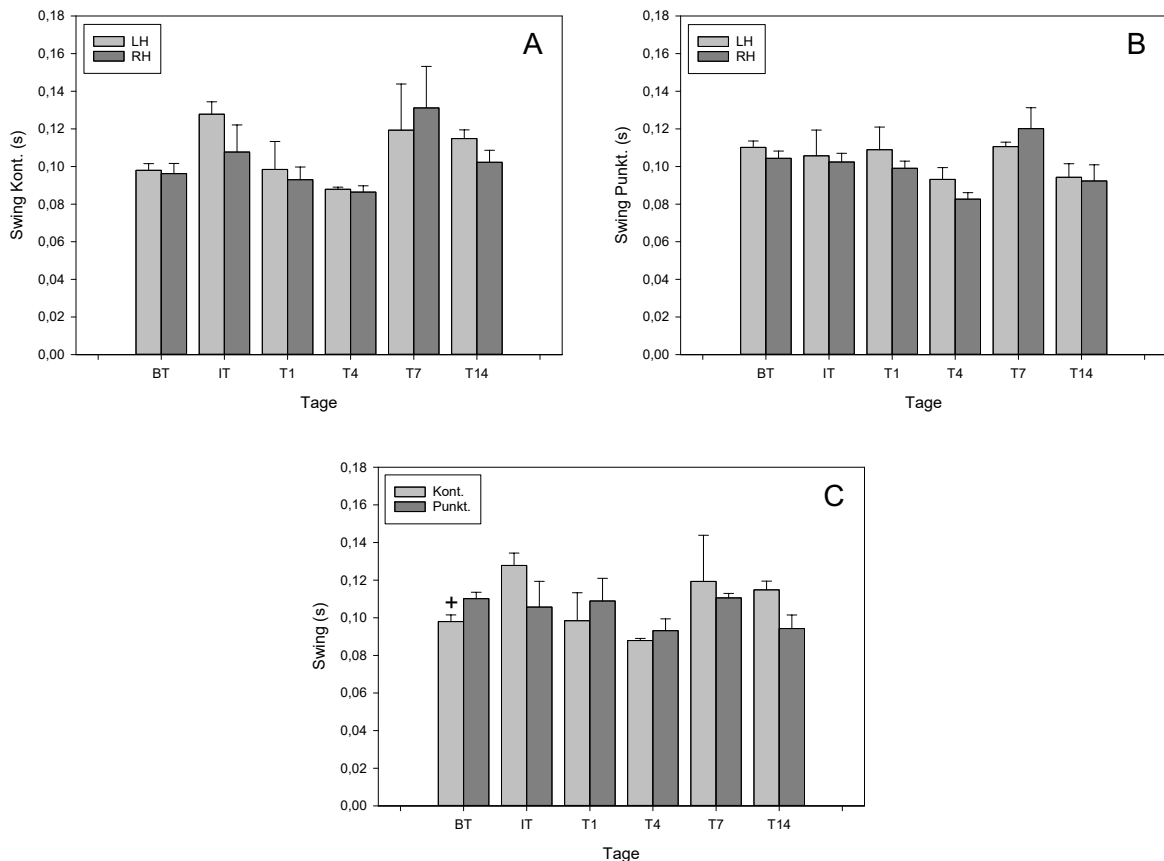 A
LH
RH
Swing Kont. (s)
0,18
0,16
0,14
0,12
0,10
0,08
0,06
0,04
0,02
0,00
BT IT T1 T4 T7 T14
Tage
B
LH
RH
Swing Punkt. (s)
0,18
0,16
0,14
0,12
0,10
0,08
0,06
0,04
0,02
0,00
BT IT T1 T4 T7 T14
Tage
C
Kont.
Punkt.
Swing (s)
0,18
0,16
0,14
0,12
0,10
0,08
0,06
0,04
0,02
0,00
+
BT IT T1 T4 T7 T14
Tage